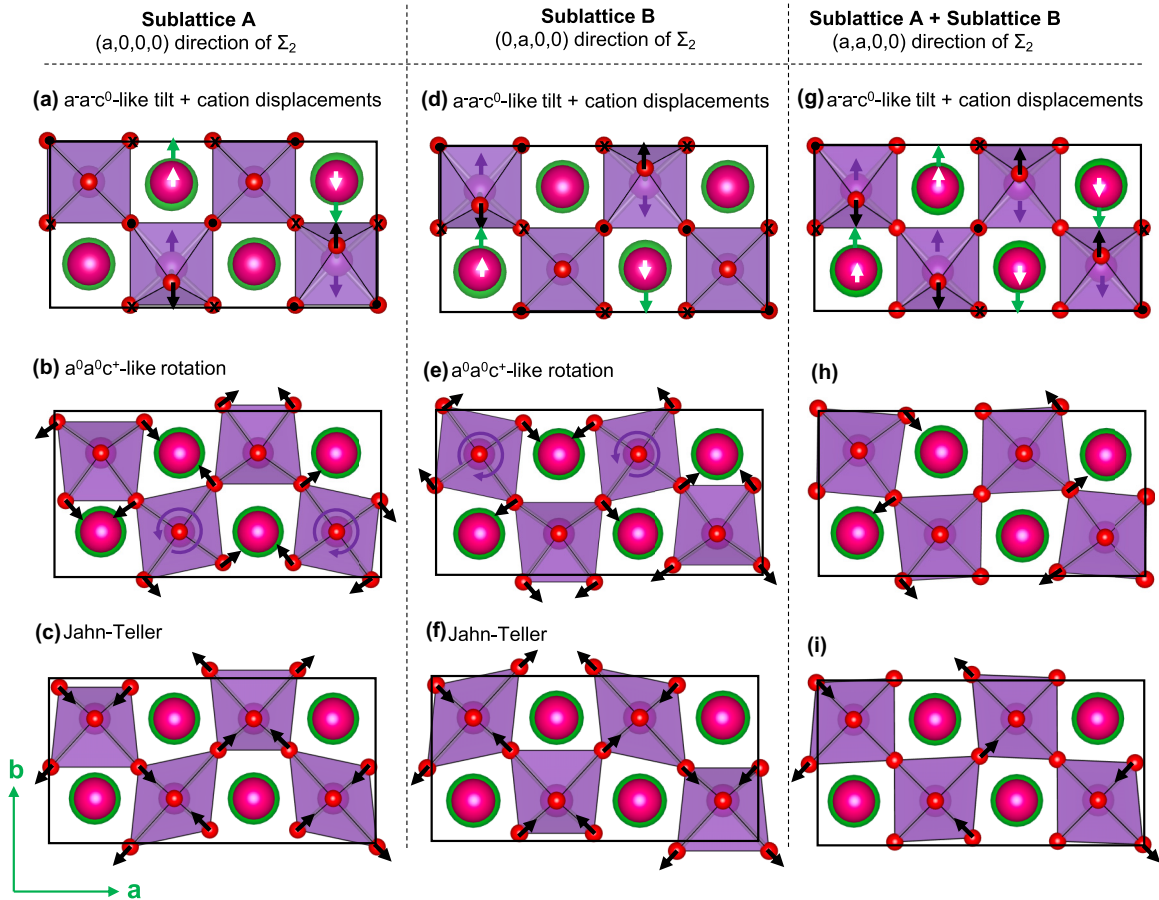 Sublattice A
(a,0,0,0) direction of Σ₂
Sublattice B
(0,a,0,0) direction of Σ₂
Sublattice A + Sublattice B
(a,a,0,0) direction of Σ₂
(a) a⁻a⁻c⁰-like tilt + cation displacements
(d) a⁻a⁻c⁰-like tilt + cation displacements
(g) a⁻a⁻c⁰-like tilt + cation displacements
(b) a⁰a⁰c⁺-like rotation
(e) a⁰a⁰c⁺-like rotation
(h)
(c) Jahn-Teller
(f) Jahn-Teller
(i)
b
a